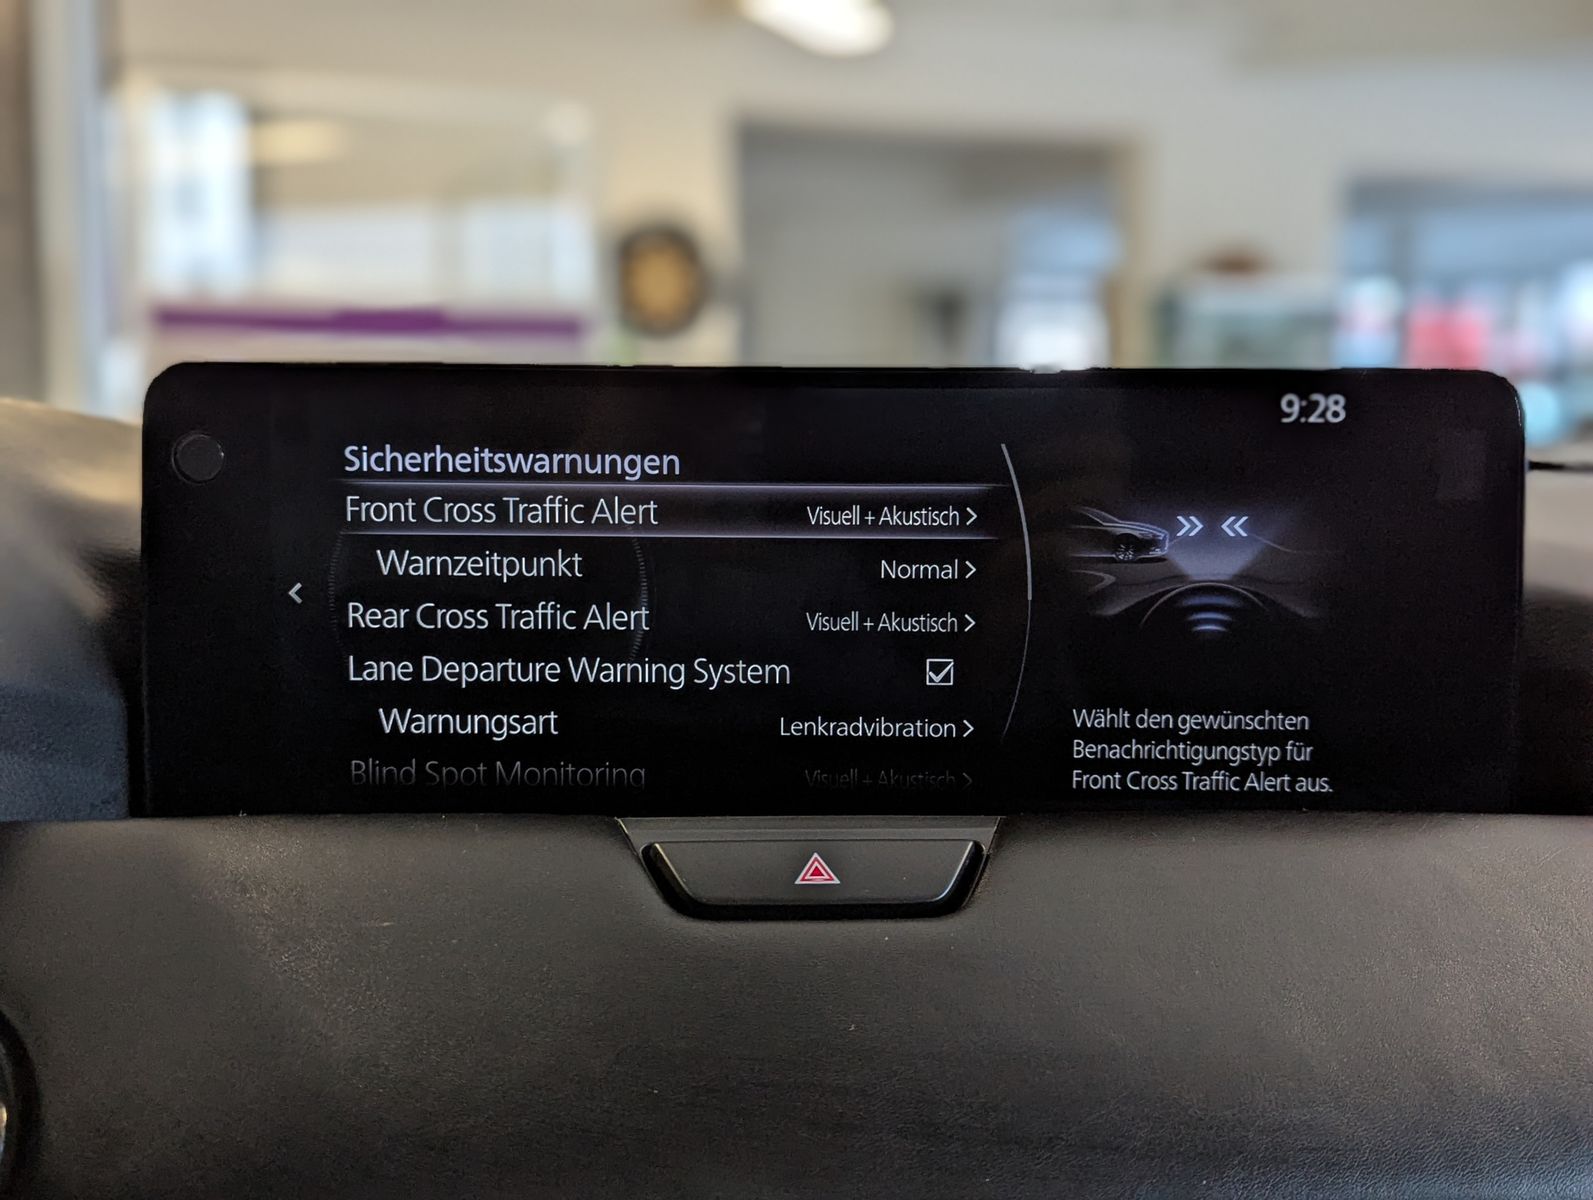 9:28
Sicherheitswarnungen
Front Cross Traffic Alert Visuell + Akustisch >
Warnzeitpunkt Normal >
Rear Cross Traffic Alert Visuell + Akustisch >
Lane Departure Warning System
Warnungsart Lenkradvibration >
Blind Spot Monitoring Visuell + Akustisch >
Wählt den gewünschten
Benachrichtigungstyp für
Front Cross Traffic Alert aus.